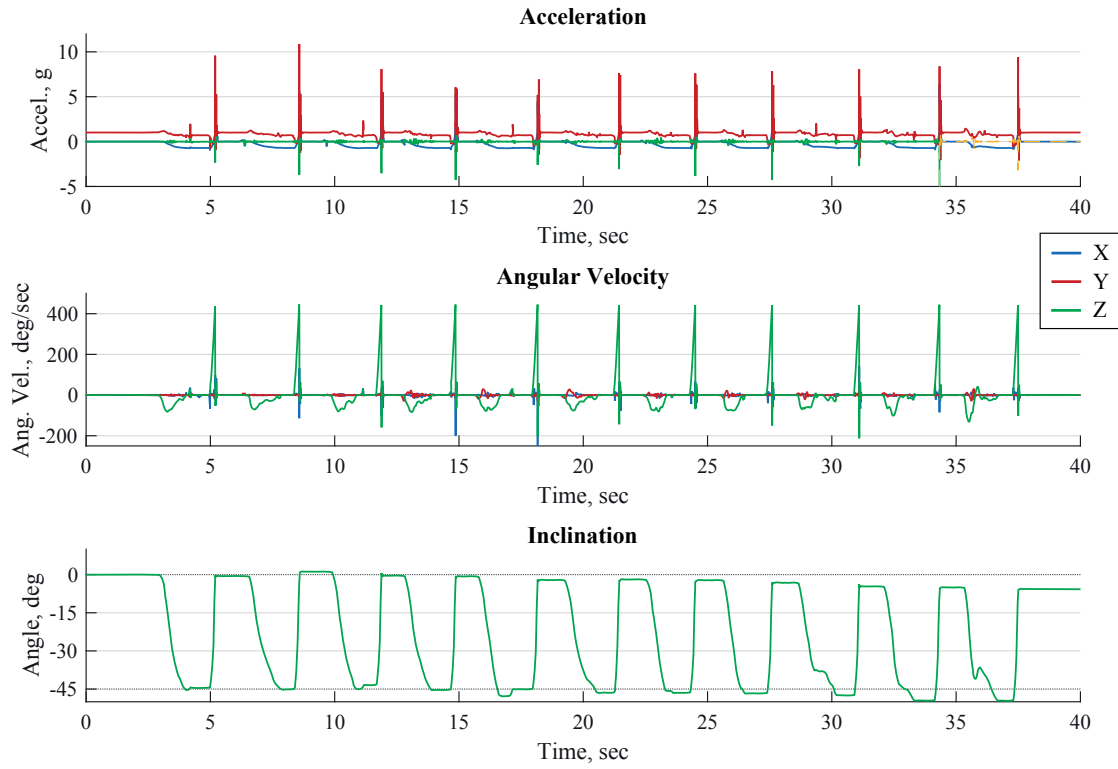 Acceleration
Accel., g
10
5
0
-5
0 5 10 15 20 25 30 35 40
Time, sec
X
Y
Z
Angular Velocity
Ang. Vel., deg/sec
400
200
0
-200
0 5 10 15 20 25 30 35 40
Time, sec
Inclination
Angle, deg
0
-15
-30
-45
0 5 10 15 20 25 30 35 40
Time, sec